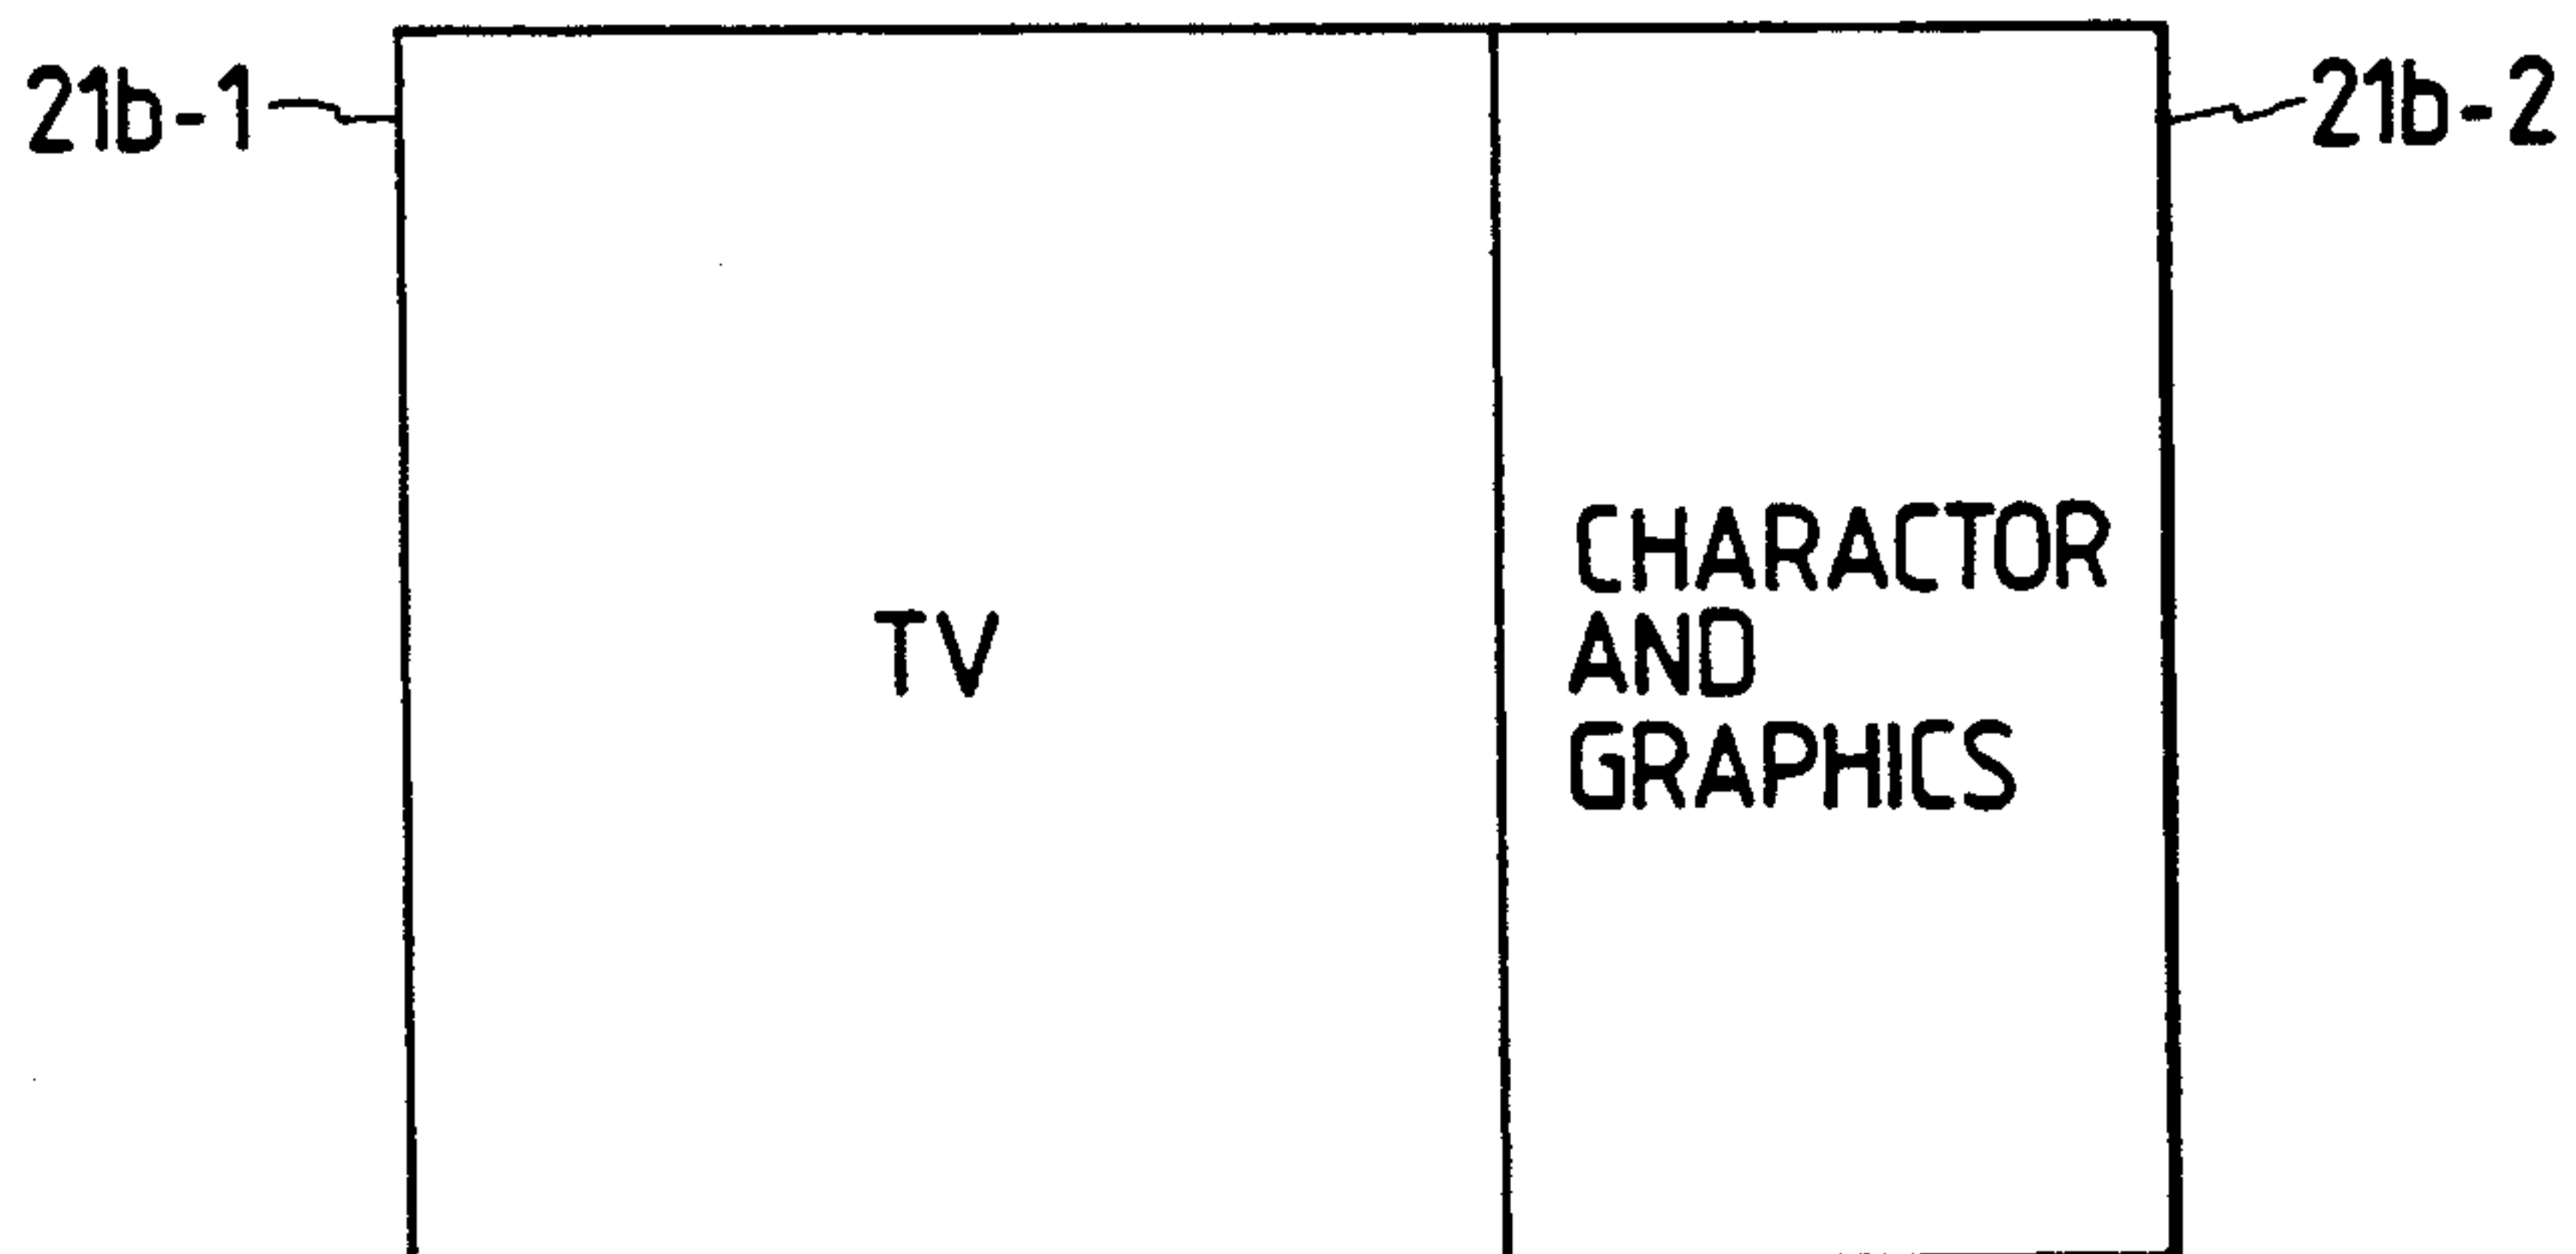 21b-1
21b-2
TV
CHARACTOR
AND
GRAPHICS